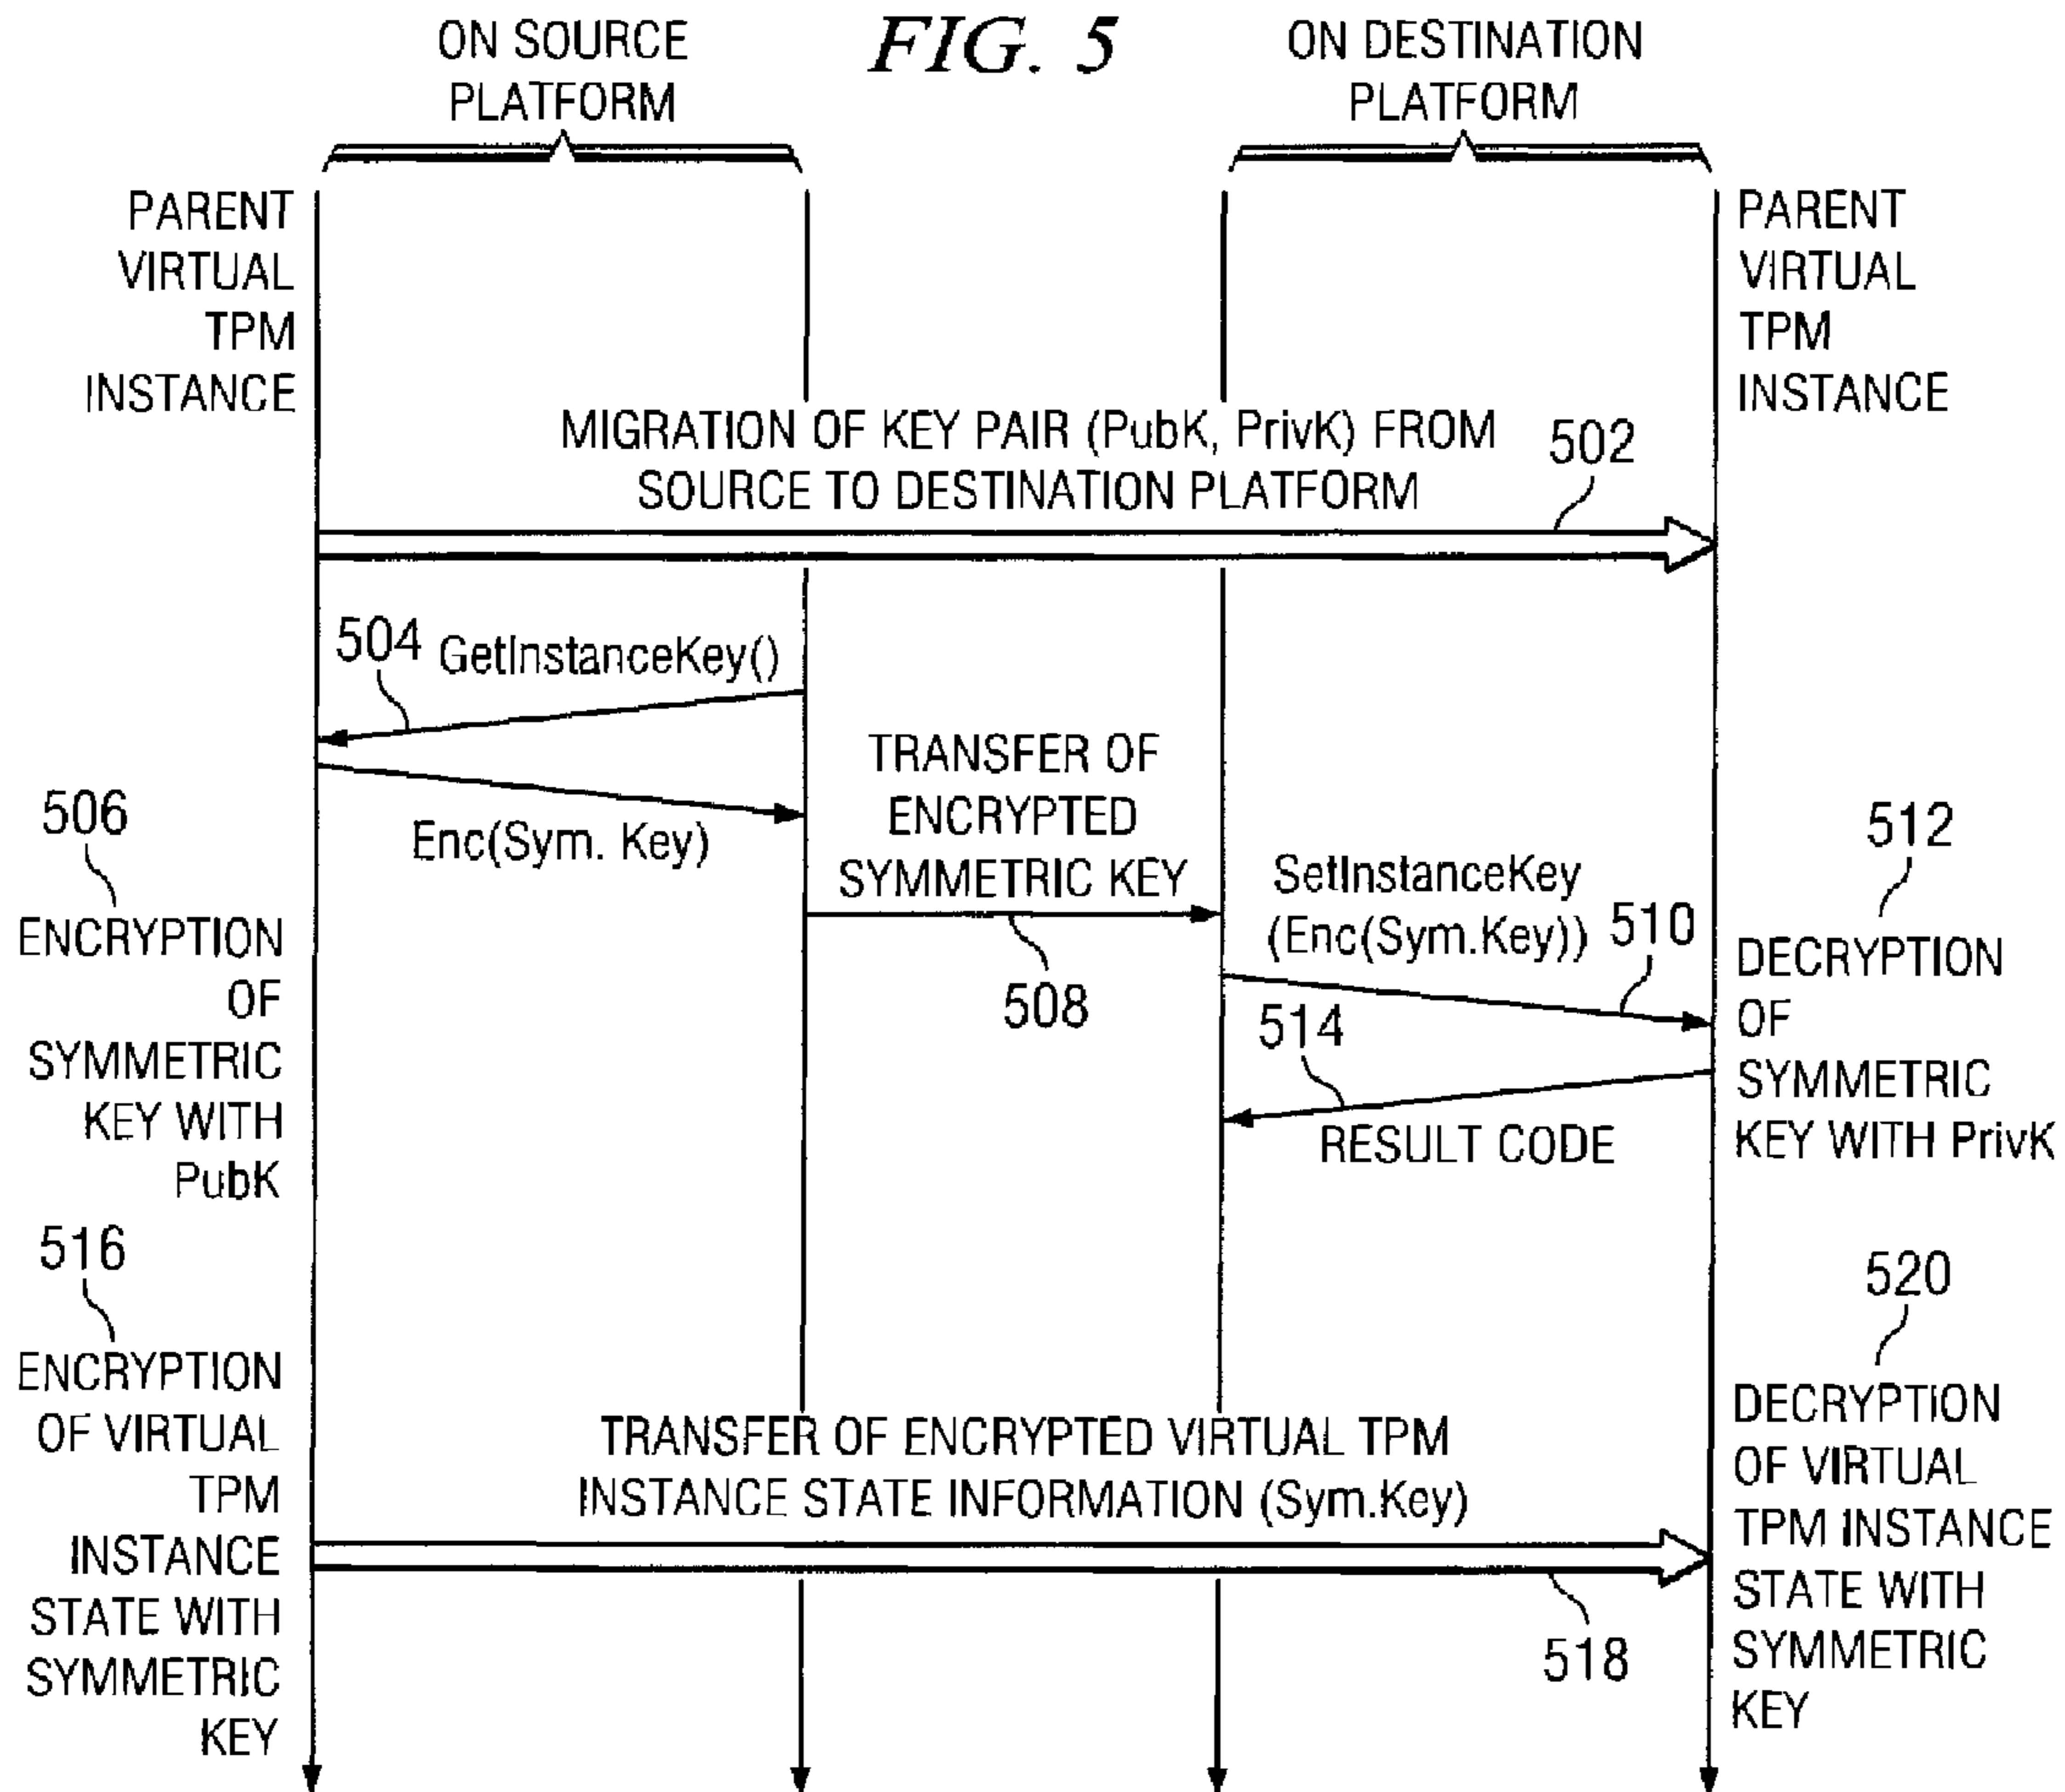 FIG. 5
ON SOURCE
PLATFORM
ON DESTINATION
PLATFORM
PARENT
VIRTUAL
TPM
INSTANCE
PARENT
VIRTUAL
TPM
INSTANCE
MIGRATION OF KEY PAIR (PubK, PrivK) FROM
SOURCE TO DESTINATION PLATFORM
502
504
GetInstanceKey()
Enc(Sym. Key)
506
ENCRYPTION
OF
SYMMETRIC
KEY WITH
PubK
TRANSFER OF
ENCRYPTED
SYMMETRIC KEY
508
SetInstanceKey
(Enc(Sym.Key))
510
512
DECRYPTION
OF
SYMMETRIC
KEY WITH PrivK
514
RESULT CODE
516
ENCRYPTION
OF VIRTUAL
TPM
INSTANCE
STATE WITH
SYMMETRIC
KEY
TRANSFER OF ENCRYPTED VIRTUAL TPM
INSTANCE STATE INFORMATION (Sym.Key)
518
520
DECRYPTION
OF VIRTUAL
TPM INSTANCE
STATE WITH
SYMMETRIC
KEY